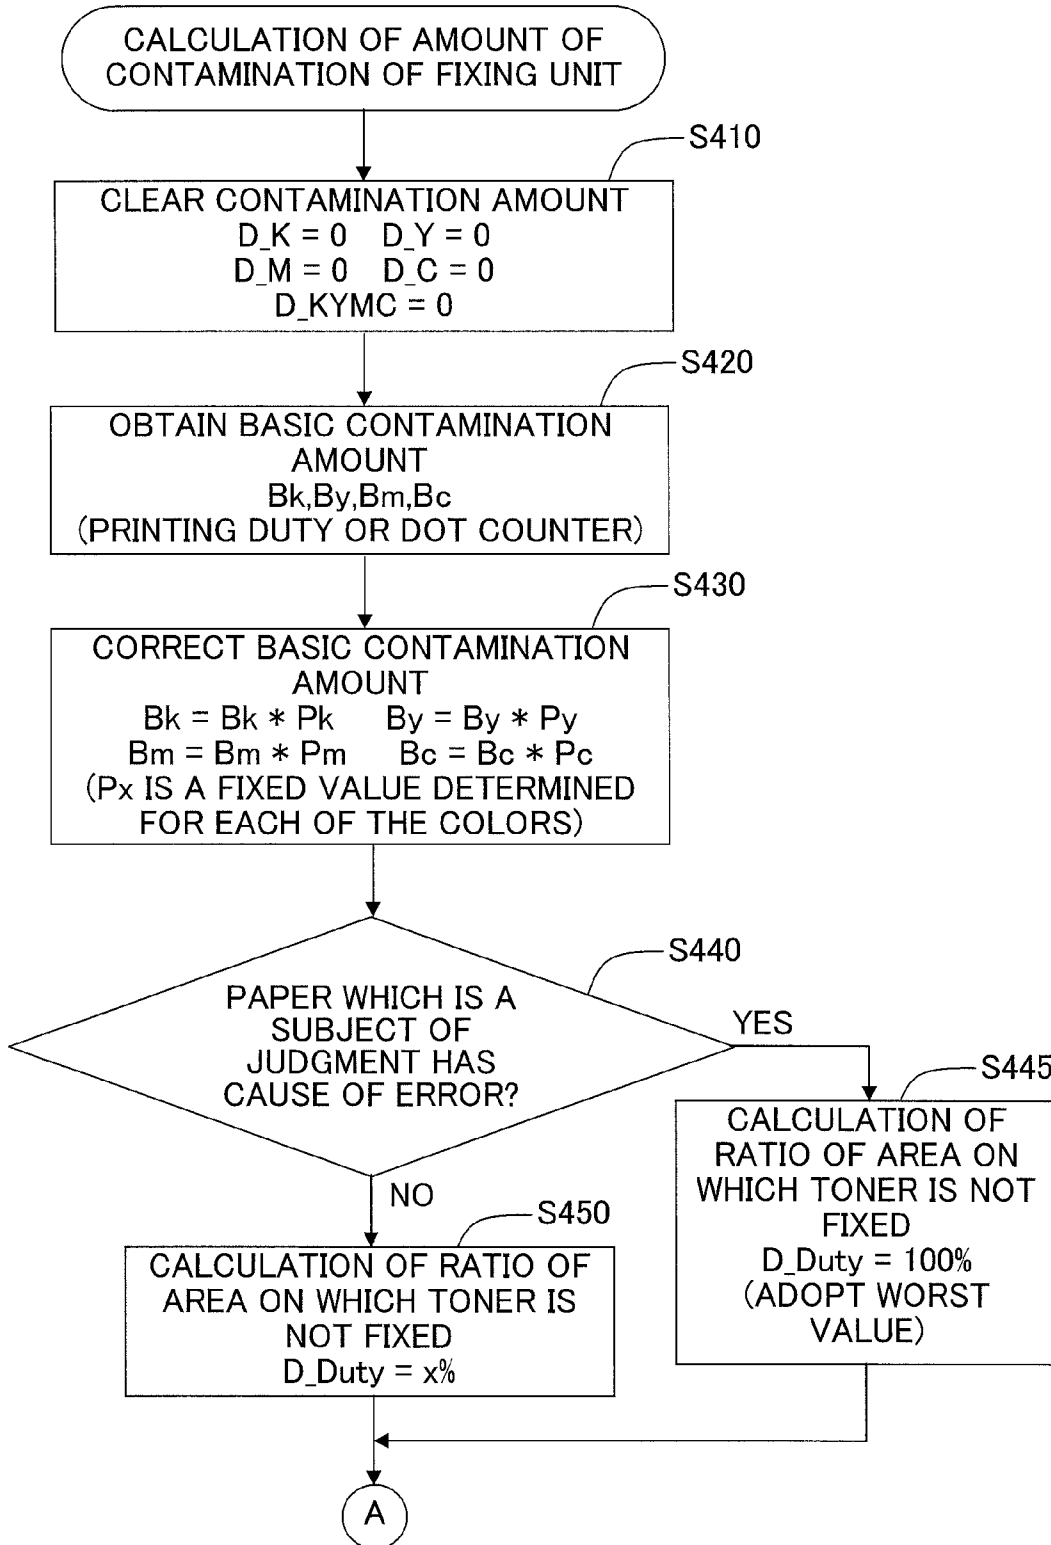 CALCULATION OF AMOUNT OF
CONTAMINATION OF FIXING UNIT
S410
CLEAR CONTAMINATION AMOUNT
D_K = 0 D_Y = 0
D_M = 0 D_C = 0
D_KYMC = 0
S420
OBTAIN BASIC CONTAMINATION
AMOUNT
Bk,By,Bm,Bc
(PRINTING DUTY OR DOT COUNTER)
S430
CORRECT BASIC CONTAMINATION
AMOUNT
Bk = Bk * Pk By = By * Py
Bm = Bm * Pm Bc = Bc * Pc
(Px IS A FIXED VALUE DETERMINED
FOR EACH OF THE COLORS)
S440
PAPER WHICH IS A
SUBJECT OF
JUDGMENT HAS
CAUSE OF ERROR?
YES
S445
CALCULATION OF
RATIO OF AREA ON
WHICH TONER IS NOT
FIXED
D_Duty = 100%
(ADOPT WORST
VALUE)
NO
S450
CALCULATION OF RATIO OF
AREA ON WHICH TONER IS
NOT FIXED
D_Duty = x%
A